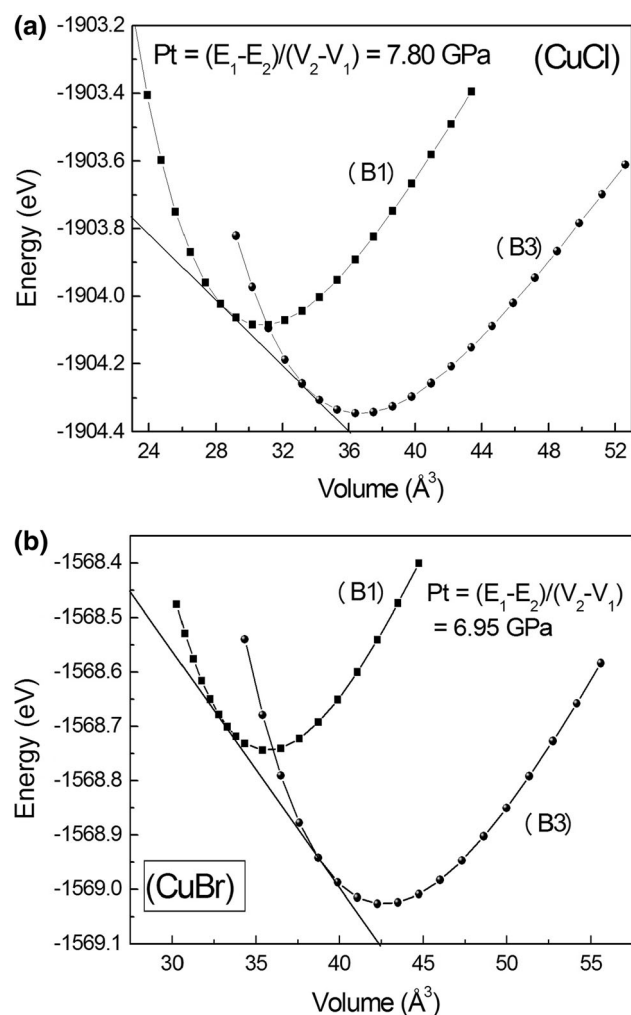 (a)
-1903.2
-1903.4
-1903.6
-1903.8
-1904.0
-1904.2
-1904.4
Energy (eV)
Pt = (E₁-E₂)/(V₂-V₁) = 7.80 GPa
(CuCl)
(B1)
(B3)
24 28 32 36 40 44 48 52
Volume (Å³)
(b)
-1568.4
-1568.5
-1568.6
-1568.7
-1568.8
-1568.9
-1569.0
-1569.1
Energy (eV)
(B1)
Pt = (E₁-E₂)/(V₂-V₁)
= 6.95 GPa
(B3)
(CuBr)
30 35 40 45 50 55
Volume (Å³)